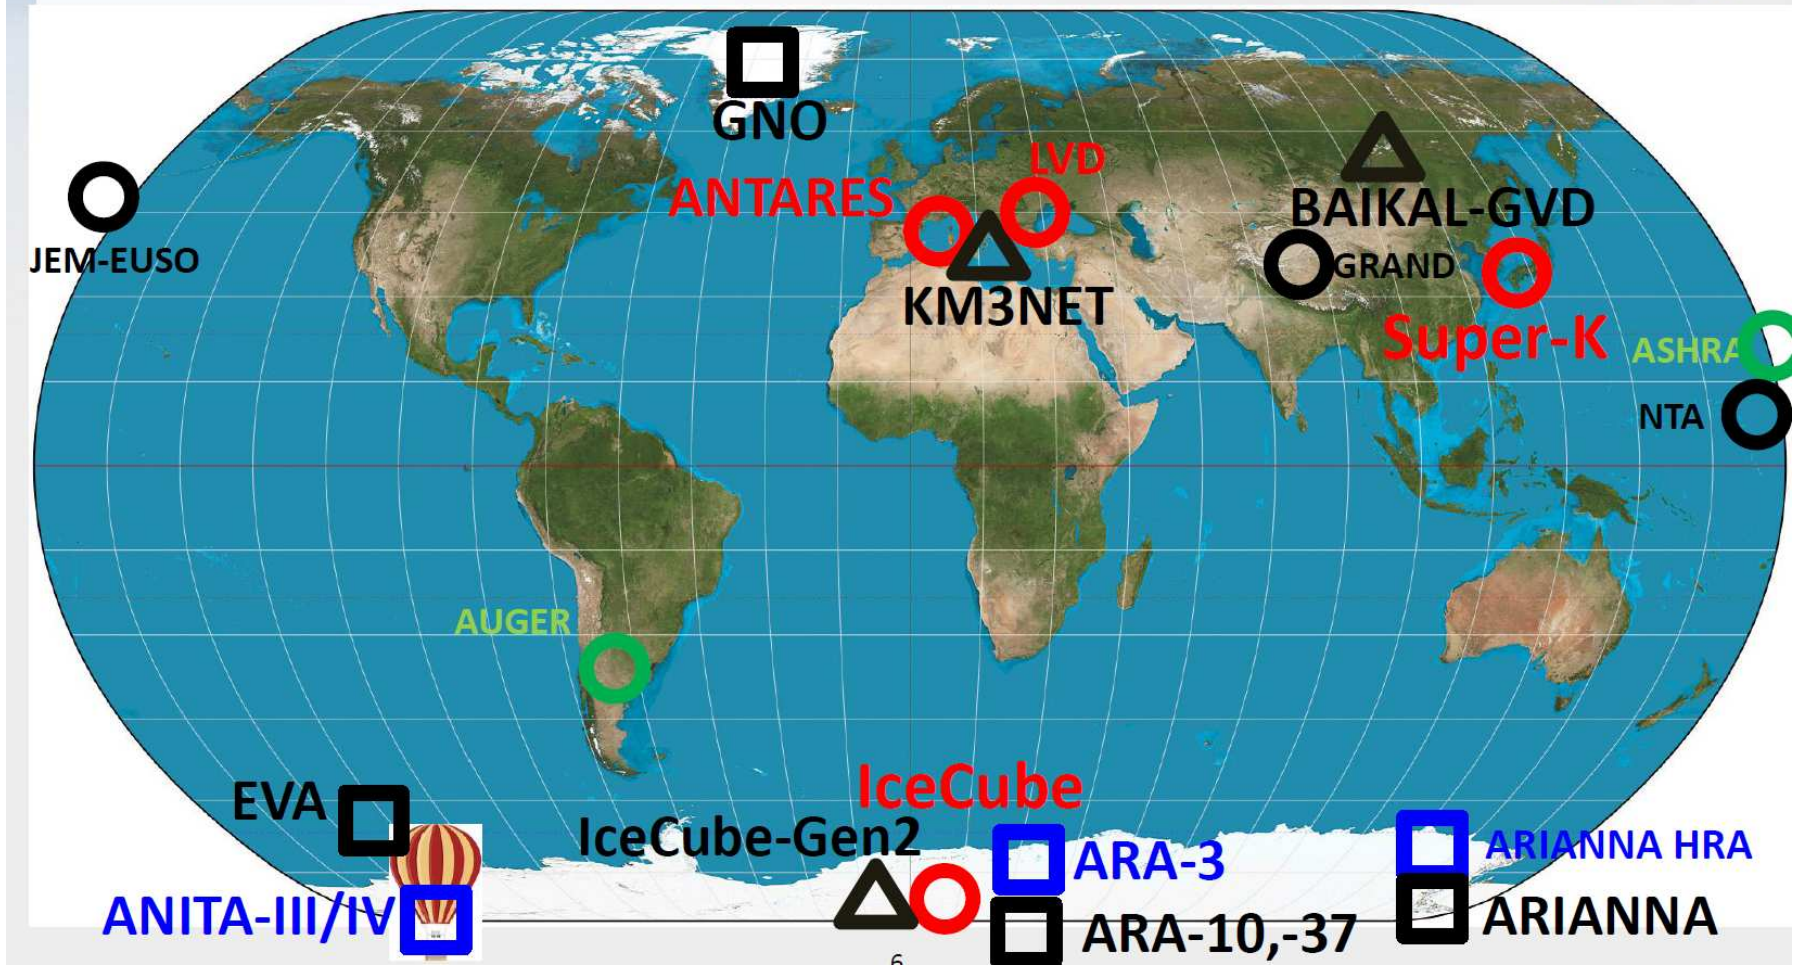 GNO
LVD
ANTARES
BAIKAL-GVD
JEM-EUSO
GRAND
KM3NET
Super-K
ASHRA
NTA
AUGER
IceCube
EVA
IceCube-Gen2
ARA-3
ARIANNA HRA
ANITA-III/IV
ARIANNA
ARA-10,-37
6